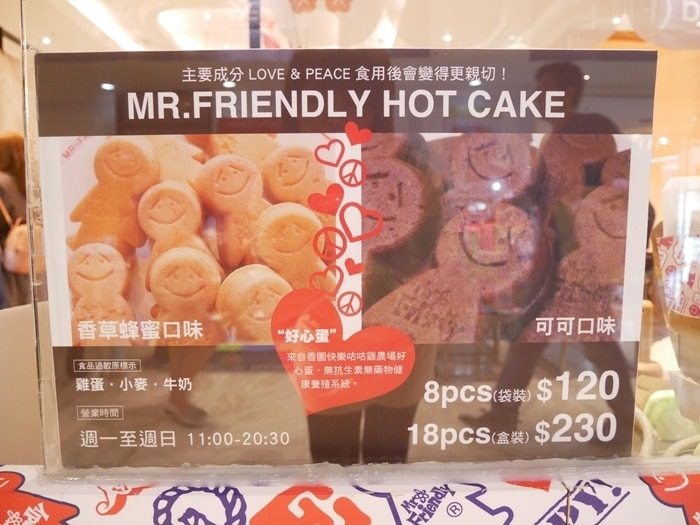 主要成分 LOVE & PEACE 食用後會變得更親切！
MR.FRIENDLY HOT CAKE
香草蜂蜜口味
可可口味
“好心蛋”
來自香園快樂咕咕雞農場好
心蛋，無抗生素無藥物健
康養殖系統。
食品過敏原標示
雞蛋・小麥・牛奶
營業時間
週一至週日 11:00-20:30
8pcs(袋裝) $120
18pcs(盒裝) $230
Mr.
Friendly
®